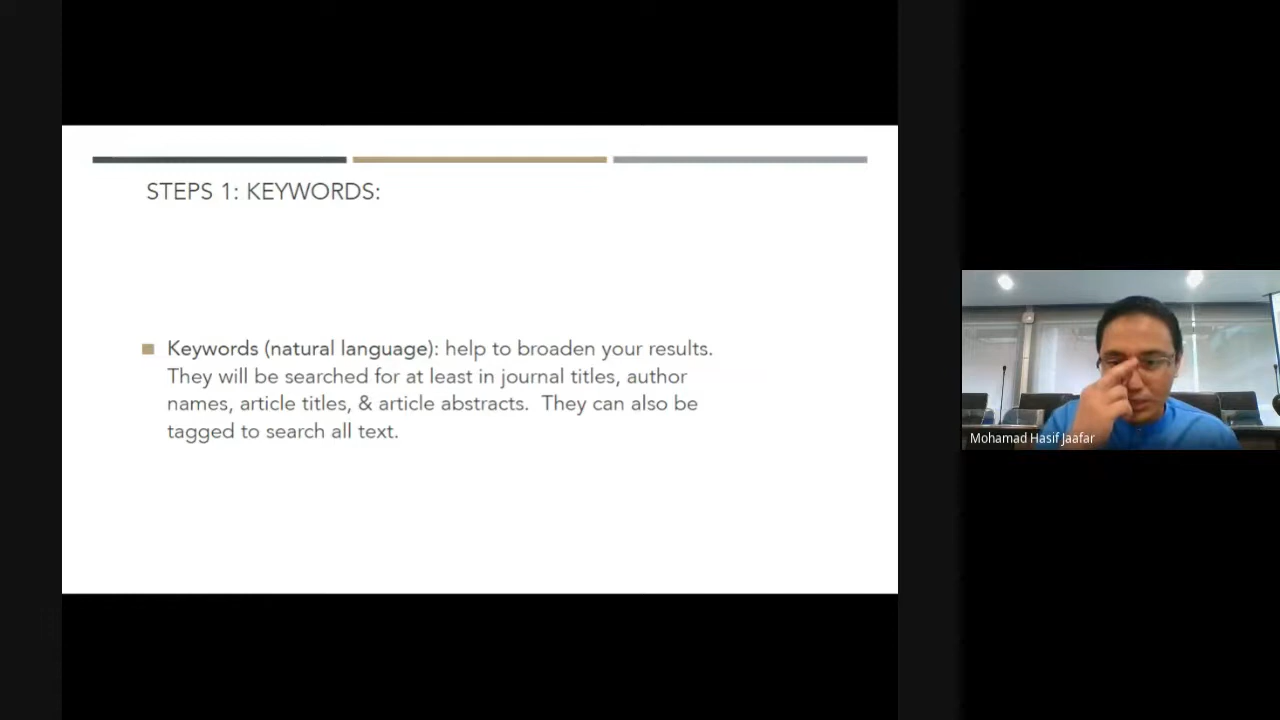 STEPS 1: KEYWORDS:
Keywords (natural language): help to broaden your results.
They will be searched for at least in journal titles, author
names, article titles, & article abstracts.  They can also be
tagged to search all text.
Mohamad Hasif Jaafar